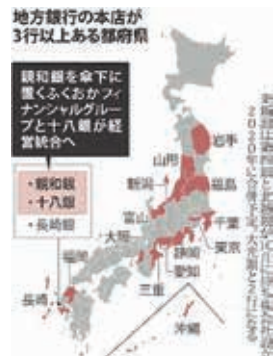 地方銀行の本店が
3行以上ある都府県
親和銀を傘下に
置くふくおかフィ
ナンシャルグルー
プと十八銀が経
営統合へ
・親和銀
・十八銀
・長崎銀
岩手
山形
新潟
福島
富山
千葉
東京
大阪
静岡
愛知
福岡
三重
長崎
沖縄